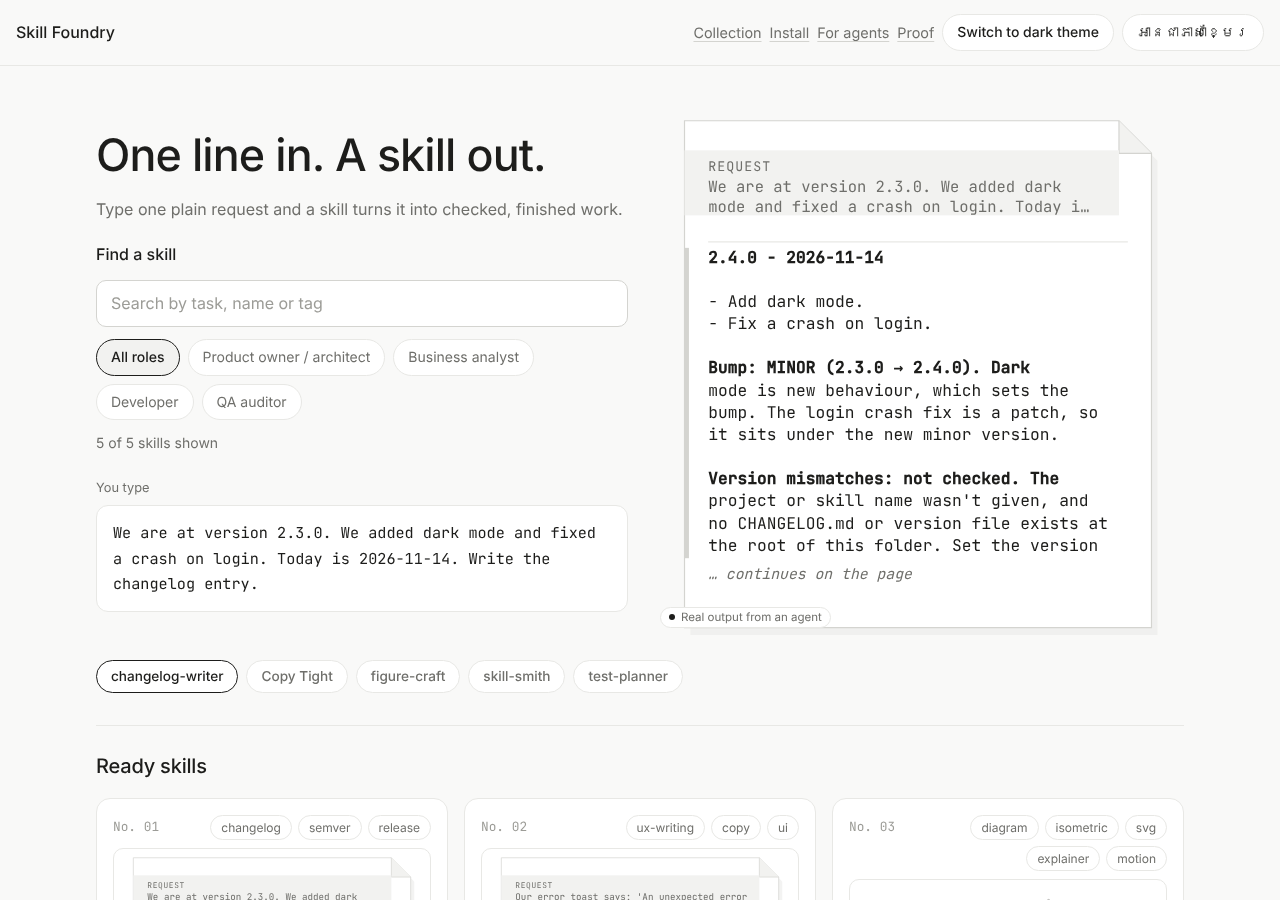 Skill Foundry
Collection Install For agents Proof Switch to dark theme អានជាភាសាខ្មែរ
One line in. A skill out.
Type one plain request and a skill turns it into checked, finished work.
Find a skill
Search by task, name or tag
All roles Product owner / architect Business analyst
Developer QA auditor
5 of 5 skills shown
You type
We are at version 2.3.0. We added dark mode and fixed
a crash on login. Today is 2026-11-14. Write the
changelog entry.
REQUEST
We are at version 2.3.0. We added dark
mode and fixed a crash on login. Today i…
2.4.0 - 2026-11-14
- Add dark mode.
- Fix a crash on login.
Bump: MINOR (2.3.0 → 2.4.0). Dark
mode is new behaviour, which sets the
bump. The login crash fix is a patch, so
it sits under the new minor version.
Version mismatches: not checked. The
project or skill name wasn't given, and
no CHANGELOG.md or version file exists at
the root of this folder. Set the version
… continues on the page
Real output from an agent
changelog-writer Copy Tight figure-craft skill-smith test-planner
Ready skills
No. 01 changelog semver release
REQUEST
We are at version 2.3.0. We added dark
No. 02 ux-writing copy ui
REQUEST
Our error toast says: 'An unexpected error
No. 03 diagram isometric svg
explainer motion